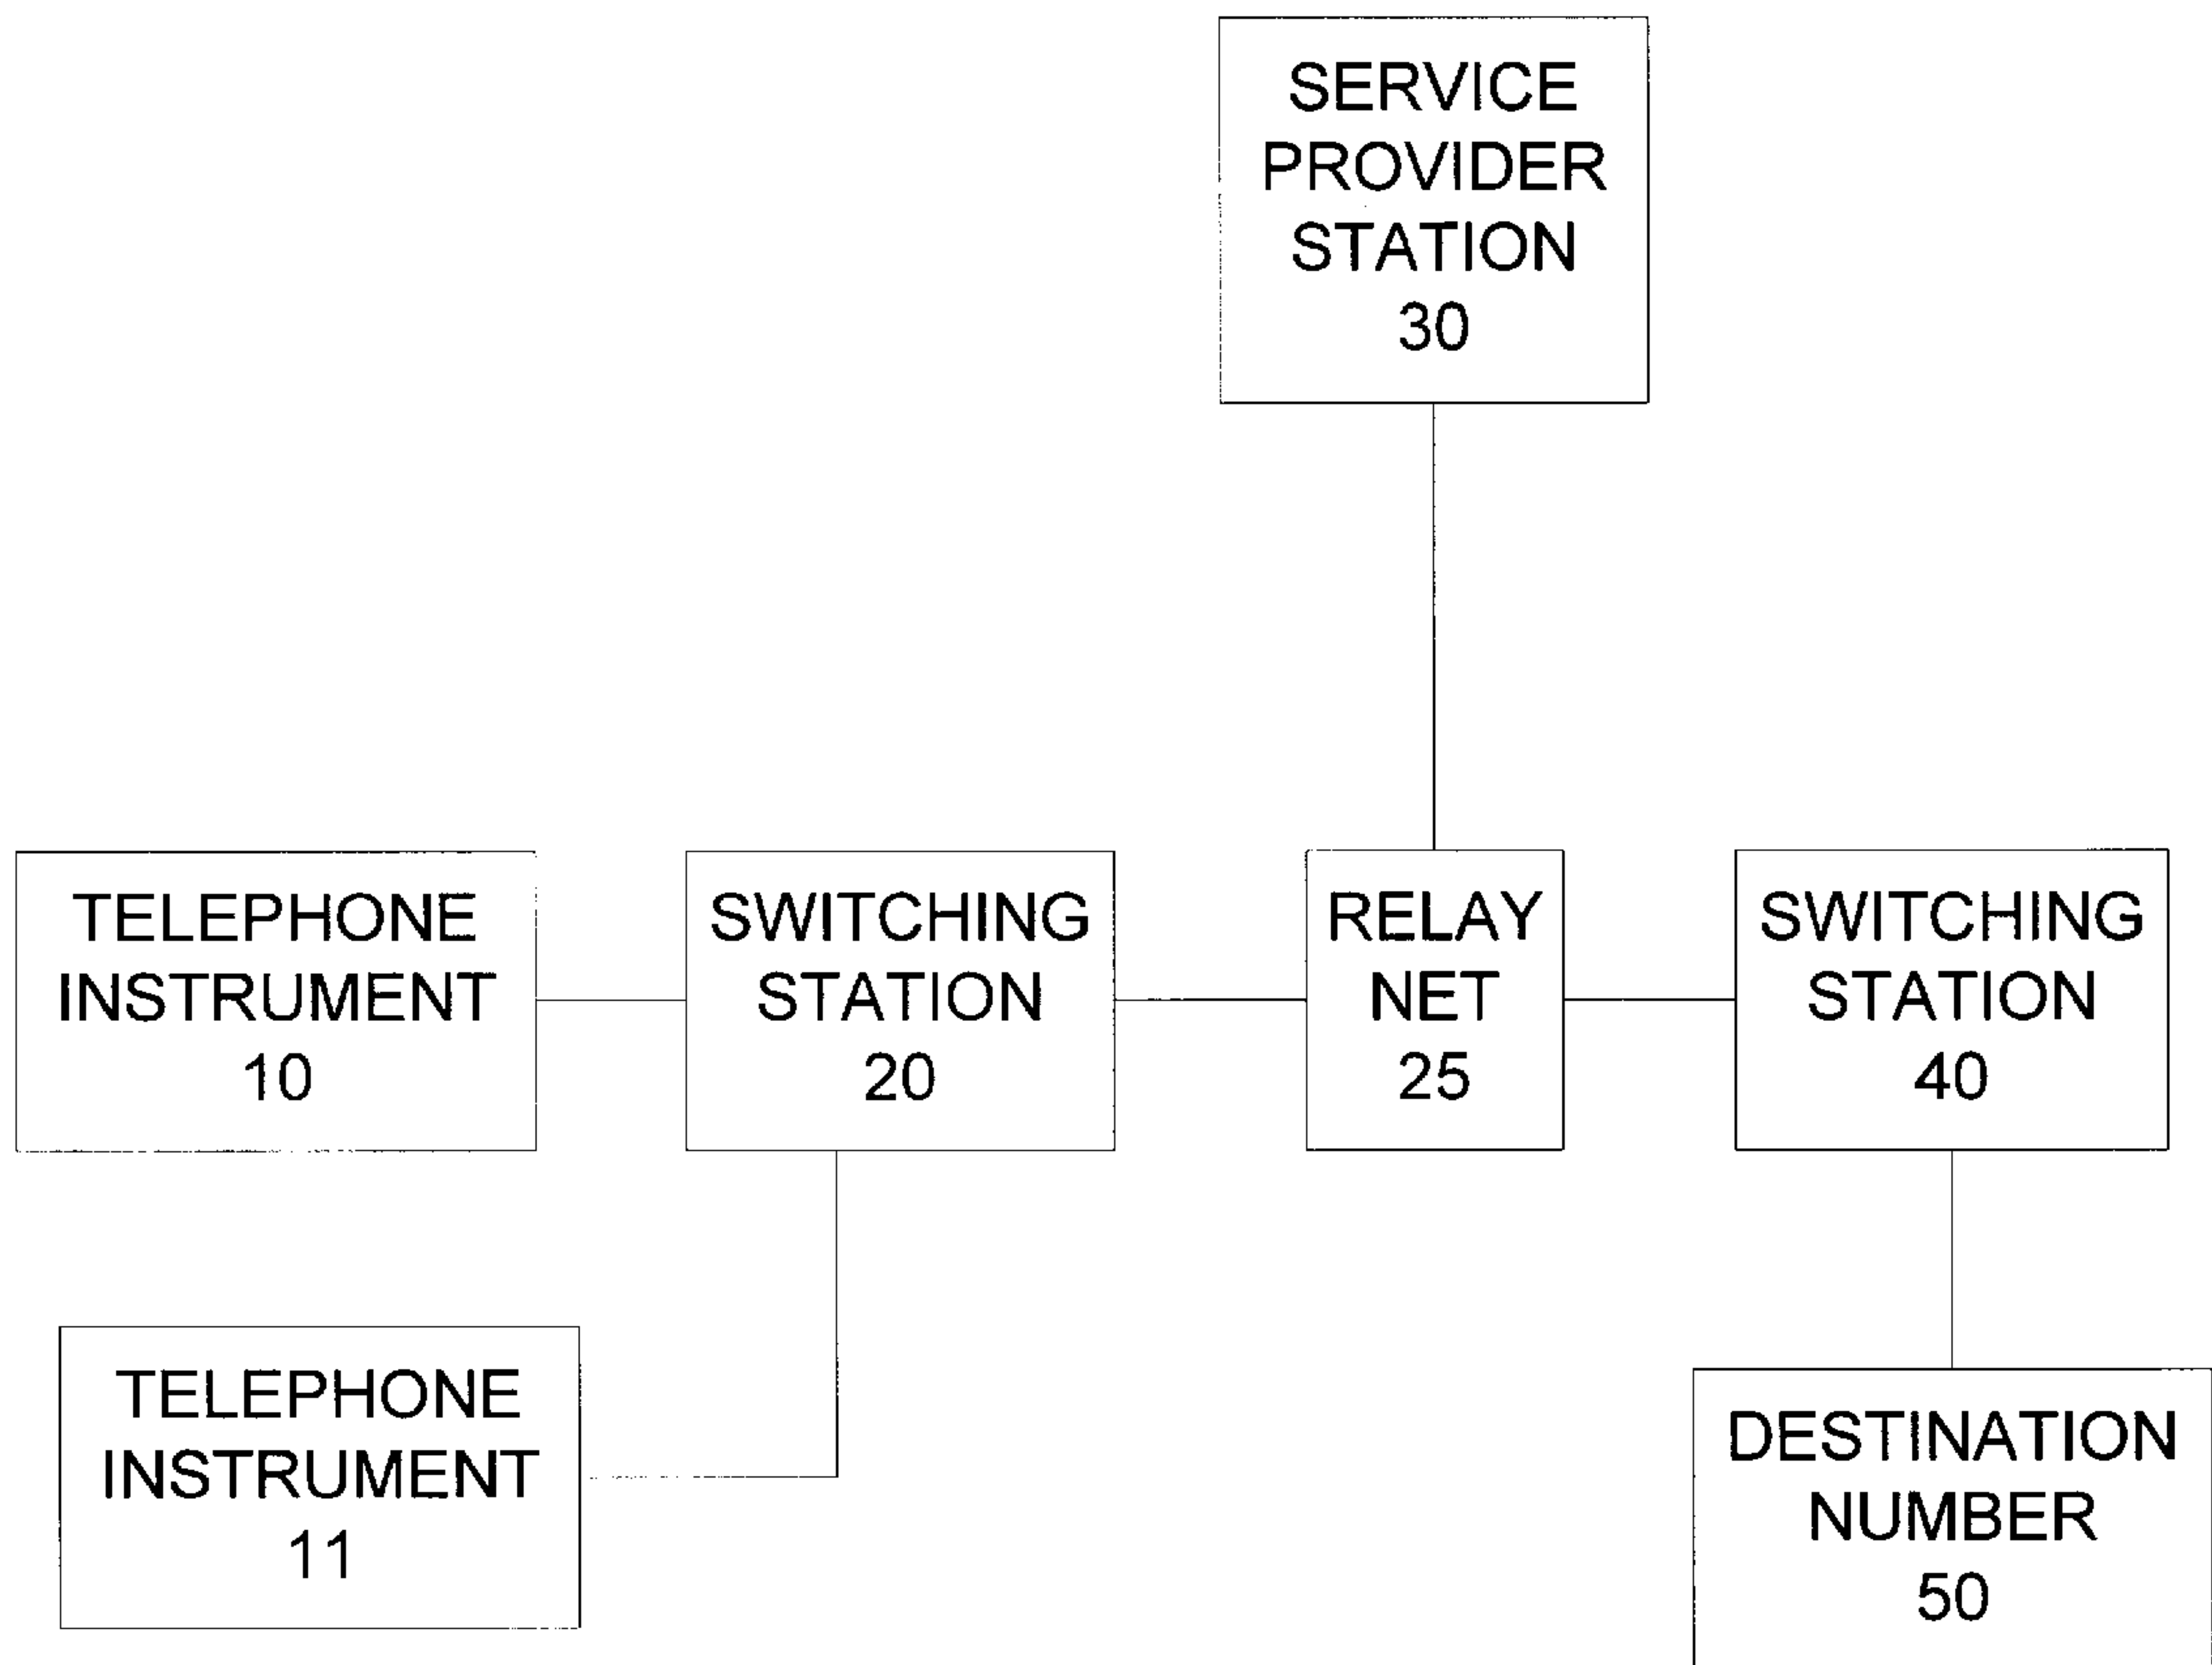 SERVICE
PROVIDER
STATION
30
TELEPHONE
INSTRUMENT
10
SWITCHING
STATION
20
RELAY
NET
25
SWITCHING
STATION
40
TELEPHONE
INSTRUMENT
11
DESTINATION
NUMBER
50